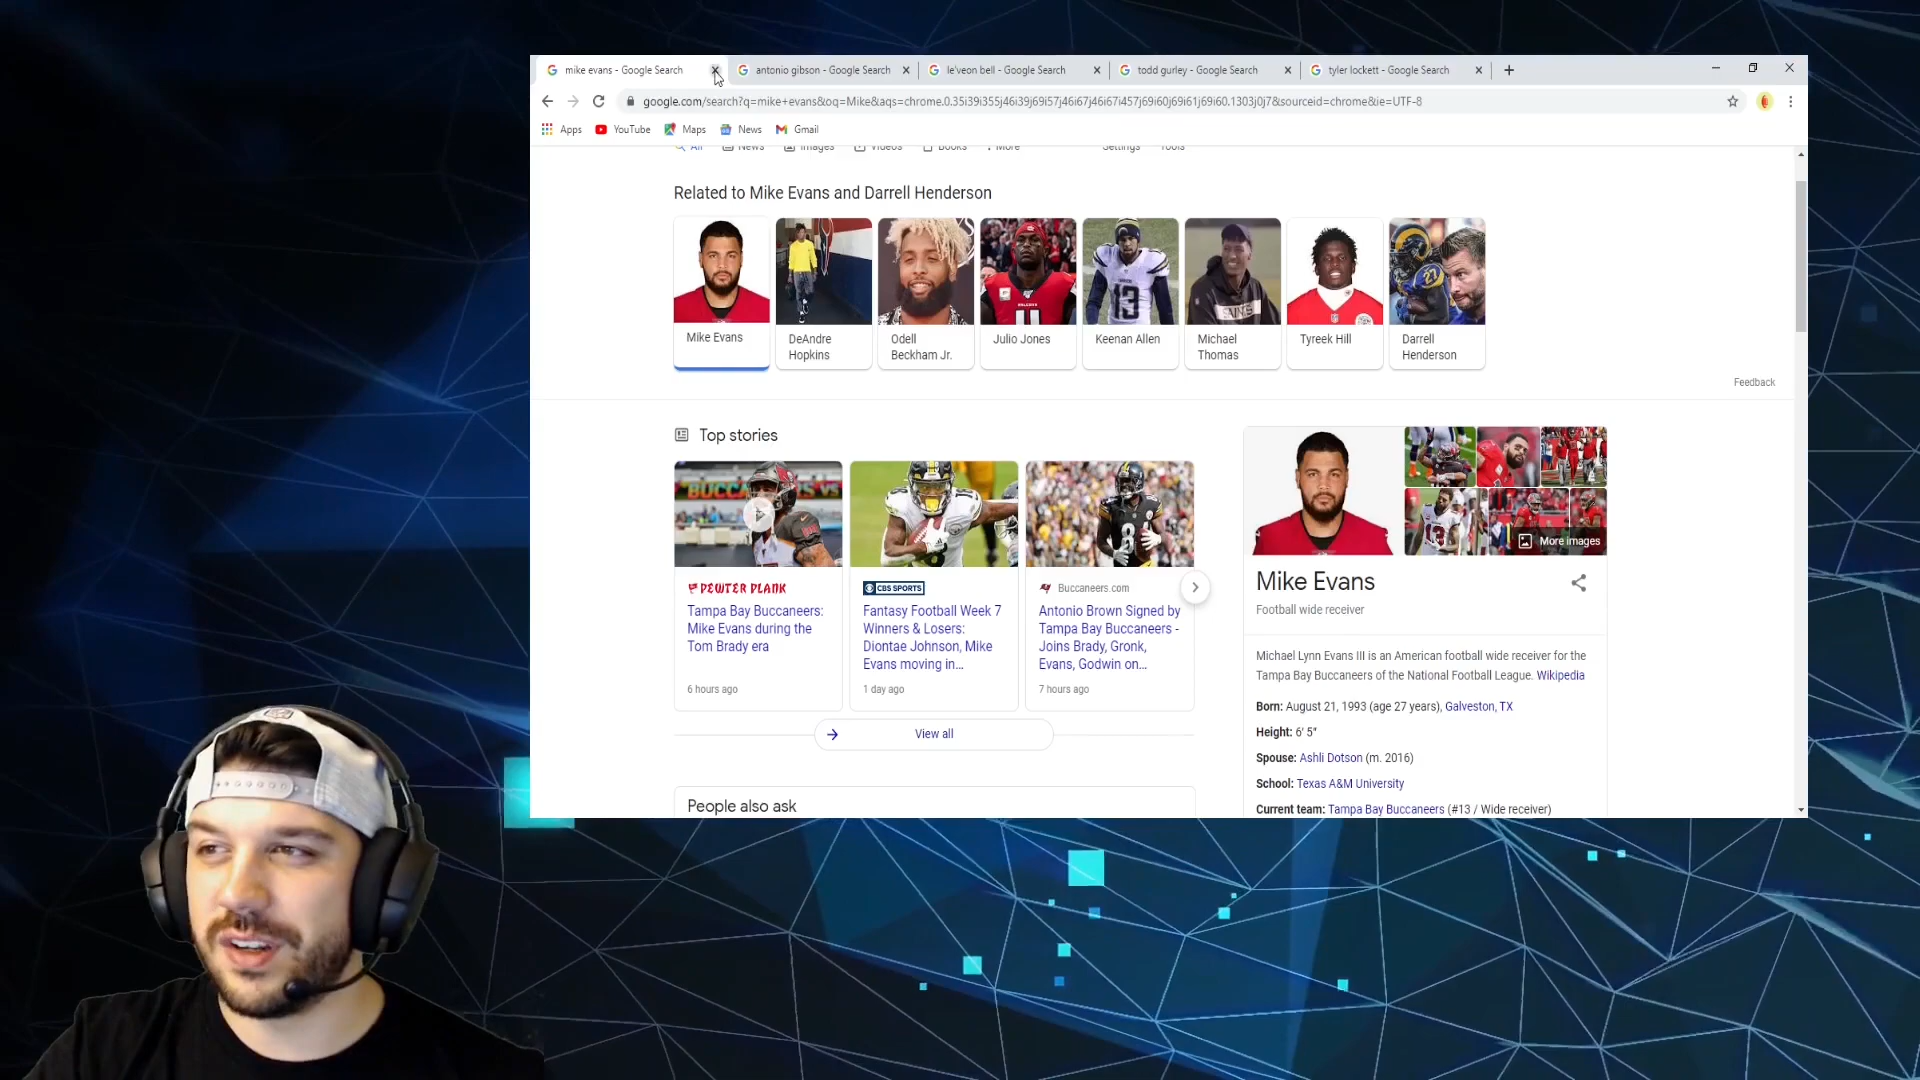 mike evans - Google Search
antonio gibson - Google Search
le'veon bell - Google Search
todd gurley - Google Search
tyler lockett - Google Search
google.com/search?q=mike+evans&oq=Mike&aqs=chrome.0.35i39i355j46i39j69i57j46i67j46i67i457j69i60j69i61j69i60.1303j0j7&sourceid=chrome&ie=UTF-8
Apps
YouTube
Maps
News
Gmail
All
News
Images
Videos
Books
More
Settings
Tools
Related to Mike Evans and Darrell Henderson
Mike Evans
DeAndre
Hopkins
Odell
Beckham Jr.
Julio Jones
Keenan Allen
Michael
Thomas
Tyreek Hill
Darrell
Henderson
Feedback
Top stories
PEWTER PLANK
Tampa Bay Buccaneers:
Mike Evans during the
Tom Brady era
6 hours ago
CBS SPORTS
Fantasy Football Week 7
Winners & Losers:
Diontae Johnson, Mike
Evans moving in...
1 day ago
Buccaneers.com
Antonio Brown Signed by
Tampa Bay Buccaneers -
Joins Brady, Gronk,
Evans, Godwin on...
7 hours ago
View all
People also ask
More images
Mike Evans
Football wide receiver
Michael Lynn Evans III is an American football wide receiver for the
Tampa Bay Buccaneers of the National Football League. Wikipedia
Born: August 21, 1993 (age 27 years), Galveston, TX
Height: 6' 5"
Spouse: Ashli Dotson (m. 2016)
School: Texas A&M University
Current team: Tampa Bay Buccaneers (#13 / Wide receiver)